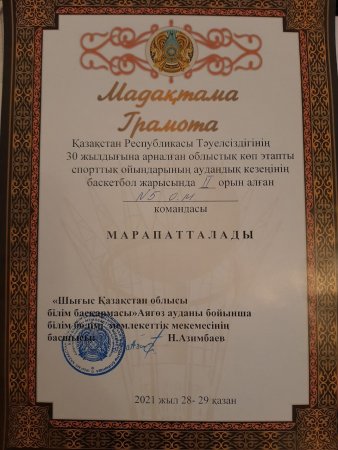 Мадақтама
Грамота
Қазақстан Республикасы Тәуелсіздігінің
30 жылдығына арналған облыстық көп этапты
спорттық ойындарының аудандық кезеңінің
баскетбол жарысында II орын алған
№5 о.м
командасы
МАРАПАТТАЛАДЫ
«Шығыс Қазақстан облысы
білім басқармасы»Аягөз ауданы бойынша
білім бөлімі мемлекеттік мекемесінің
басшысы Н.Азимбаев
2021 жыл 28- 29 қазан